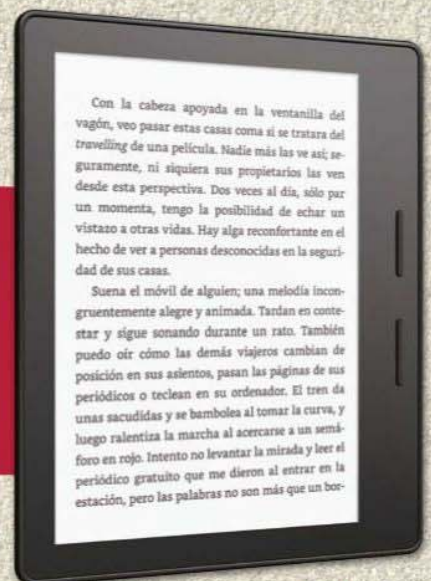 Con la cabeza apoyada en la ventanilla del
vagón, veo pasar estas casas coma si se tratara del
travelling de una película. Nadie más las ve así; se-
guramente, ni siquiera sus propietarios las ven
desde esta perspectiva. Dos veces al día, sólo par
un momenta, tengo la posibilidad de echar un
vistazo a otras vidas. Hay alga reconfortante en el
hecho de ver a personas desconocidas en la seguri-
dad de sus casas.
Suena el móvil de alguien; una melodía incon-
gruentemente alegre y animada. Tardan en conte-
star y sigue sonando durante un rato. También
puedo oír cómo las demás viajeros cambian de
posición en sus asientos, pasan las páginas de sus
periódicos o teclean en su ordenador. El tren da
unas sacudidas y se bambolea al tomar la curva, y
luego ralentiza la marcha al acercarse a un semá-
foro en rojo. Intento no levantar la mirada y leer el
periódico gratuito que me dieron al entrar en la
estación, pero las palabras no son más que un bor-